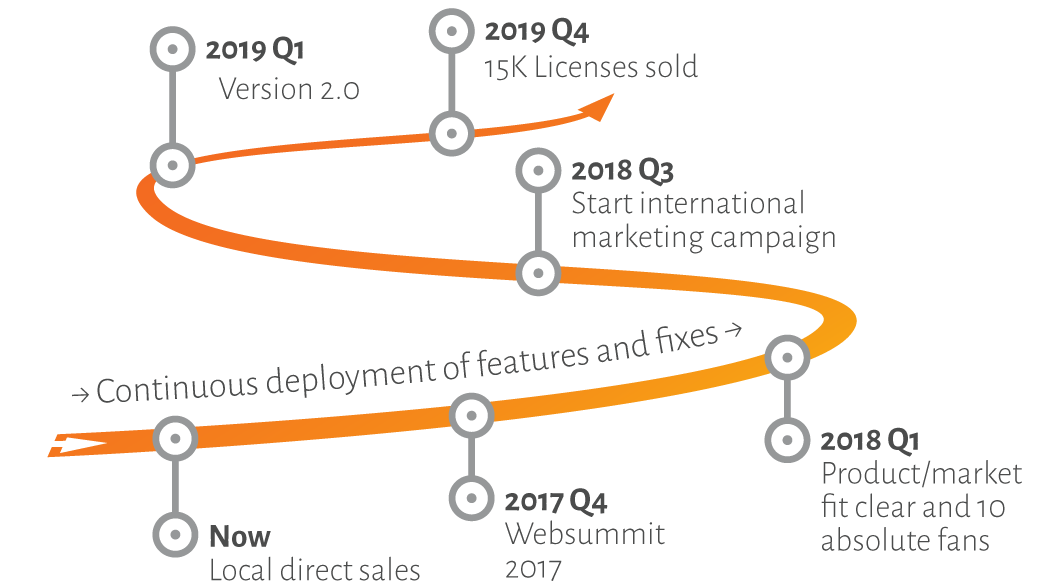 2019 Q1
Version 2.0
2019 Q4
15K Licenses sold
2018 Q3
Start international
marketing campaign
→ Continuous deployment of features and fixes →
2018 Q1
Product/market
fit clear and 10
absolute fans
2017 Q4
Websummit
2017
Now
Local direct sales